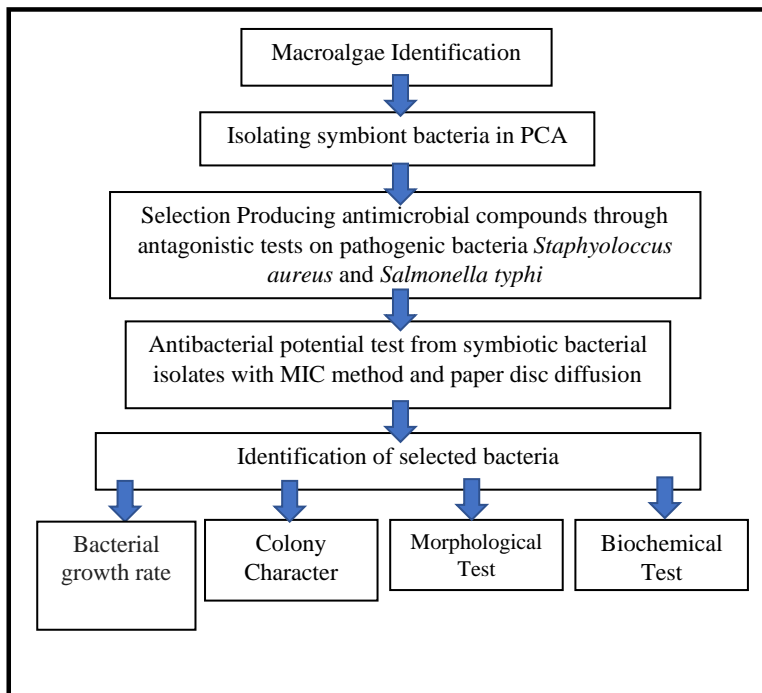 Macroalgae Identification
Isolating symbiont bacteria in PCA
Selection Producing antimicrobial compounds through
antagonistic tests on pathogenic bacteria Staphyoloccus
aureus and Salmonella typhi
Antibacterial potential test from symbiotic bacterial
isolates with MIC method and paper disc diffusion
Identification of selected bacteria
Bacterial
growth rate
Colony
Character
Morphological
Test
Biochemical
Test